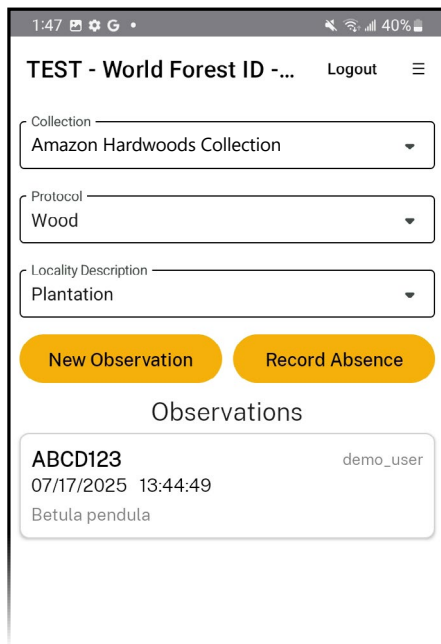 1:47 G • 40%
TEST - World Forest ID -... Logout
Collection
Amazon Hardwoods Collection
Protocol
Wood
Locality Description
Plantation
New Observation Record Absence
Observations
ABCD123 demo_user
07/17/2025 13:44:49
Betula pendula